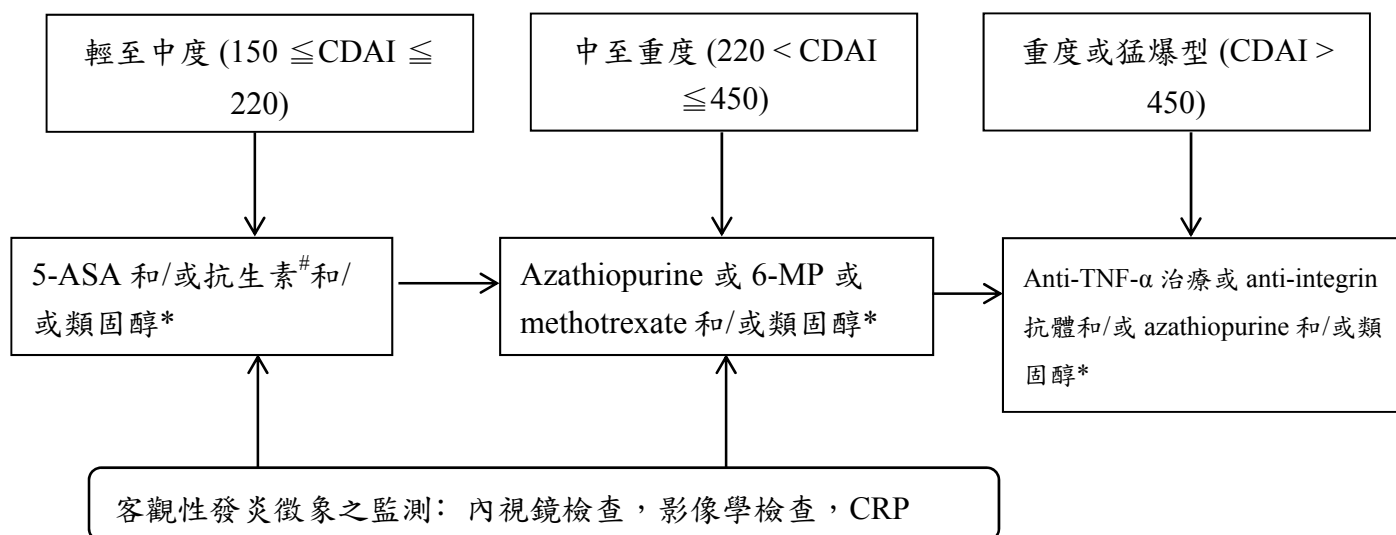 輕至中度 (150 ≦CDAI ≦
220)
中至重度 (220 < CDAI
≦450)
重度或猛爆型 (CDAI >
450)
5-ASA 和/或抗生素#和/
或類固醇*
Azathiopurine 或 6-MP 或
methotrexate 和/或類固醇*
Anti-TNF-α 治療或 anti-integrin
抗體和/或 azathiopurine 和/或類
固醇*
客觀性發炎徵象之監測: 內視鏡檢查,影像學檢查,CRP